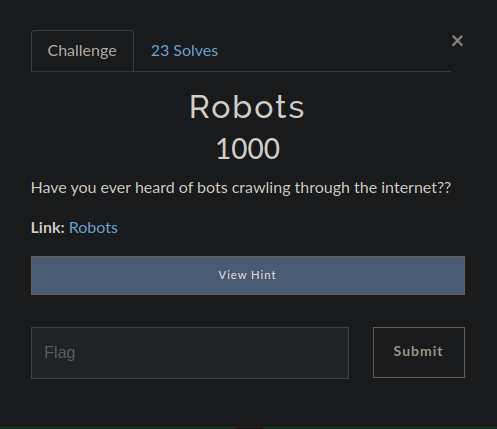 Challenge 23 Solves ×
Robots
1000
Have you ever heard of bots crawling through the internet??
Link: Robots
View Hint
Flag Submit